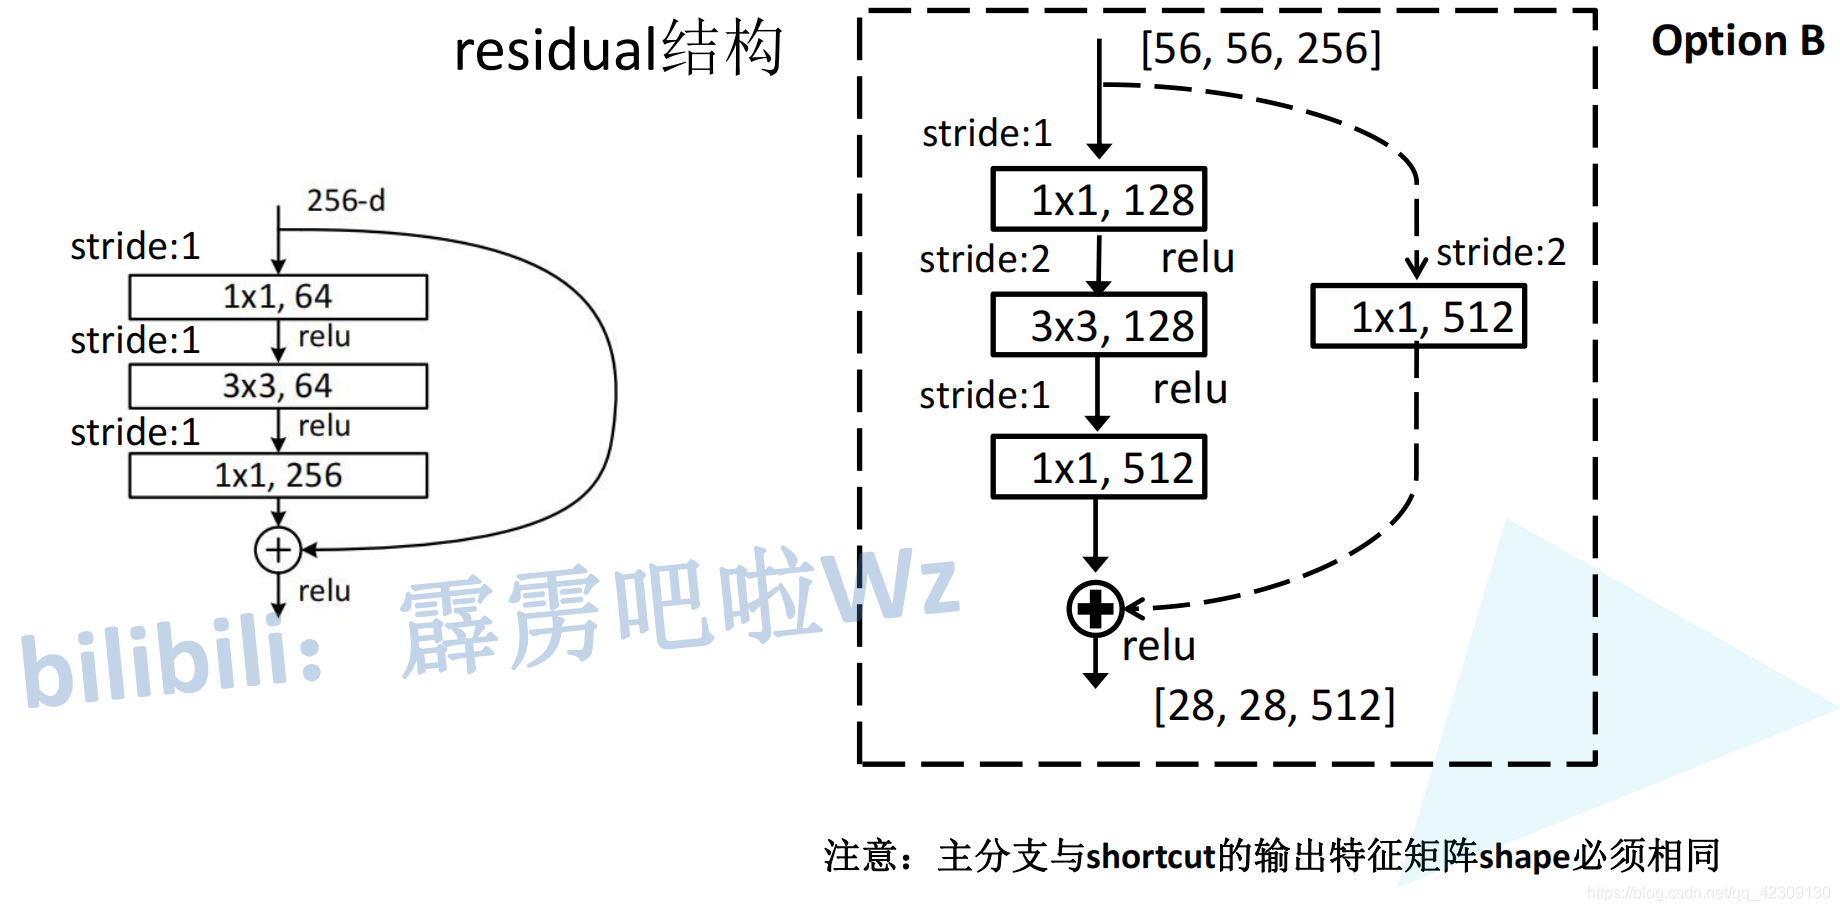 residual结构
256-d
stride:1
1x1, 64
stride:1
relu
3x3, 64
stride:1
relu
1x1, 256
relu
Option B
[56, 56, 256]
stride:1
1x1, 128
stride:2
relu
3x3, 128
stride:1
relu
1x1, 512
stride:2
1x1, 512
relu
[28, 28, 512]
bilibili：霹雳吧啦Wz
注意：主分支与shortcut的输出特征矩阵shape必须相同
https://blog.csdn.net/qq_42309130